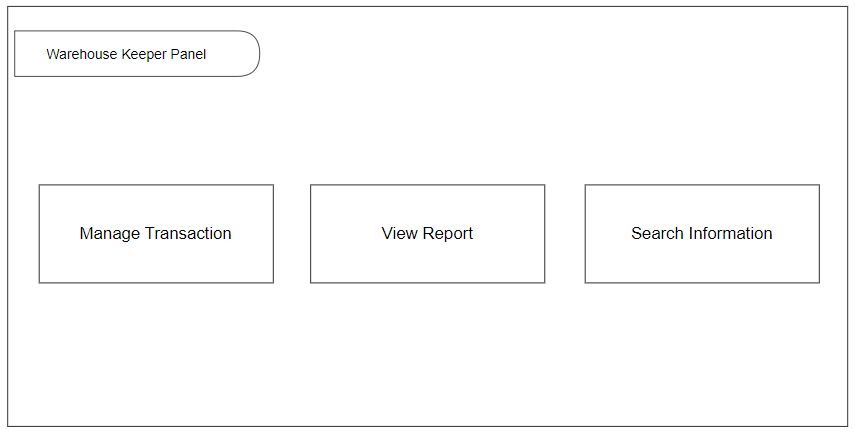 Warehouse Keeper Panel
Manage Transaction
View Report
Search Information